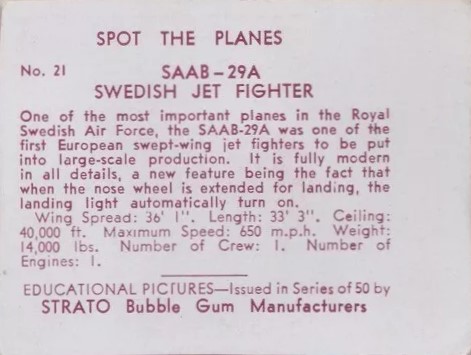 SPOT THE PLANES
No. 21 SAAB-29A
SWEDISH JET FIGHTER
One of the most important planes in the Royal
Swedish Air Force, the SAAB-29A was one of the
first European swept-wing jet fighters to be put
into large-scale production. It is fully modern
in all details, a new feature being the fact that
when the nose wheel is extended for landing, the
landing light automatically turn on.
Wing Spread: 36' 1". Length: 33' 3". Ceiling:
40,000 ft. Maximum Speed: 650 m.p.h. Weight:
14,000 lbs. Number of Crew: 1. Number of
Engines: 1.
EDUCATIONAL PICTURES—Issued in Series of 50 by
STRATO Bubble Gum Manufacturers